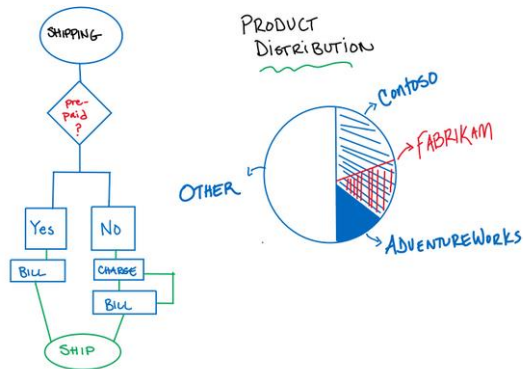 SHIPPING
pre-
paid
?
Yes
No
BILL
CHARGE
BILL
SHIP
PRODUCT
DISTRIBUTION
CONTOSO
FABRIKAM
OTHER
ADVENTUREWORKS